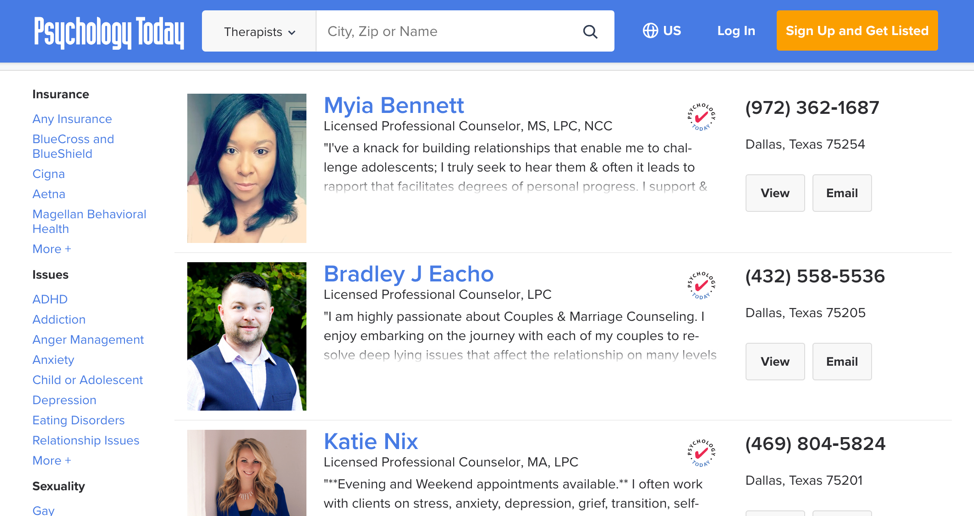 Psychology Today
Therapists
City, Zip or Name
US
Log In
Sign Up and Get Listed
Insurance
Any Insurance
BlueCross and
BlueShield
Cigna
Aetna
Magellan Behavioral
Health
More +
Issues
ADHD
Addiction
Anger Management
Anxiety
Child or Adolescent
Depression
Eating Disorders
Relationship Issues
More +
Sexuality
Gay
Myia Bennett
Licensed Professional Counselor, MS, LPC, NCC
"I've a knack for building relationships that enable me to chal-
lenge adolescents; I truly seek to hear them & often it leads to
rapport that facilitates degrees of personal progress. I support &
PSYCHOLOGY TODAY
(972) 362-1687
Dallas, Texas 75254
View
Email
Bradley J Eacho
Licensed Professional Counselor, LPC
"I am highly passionate about Couples & Marriage Counseling. I
enjoy embarking on the journey with each of my couples to re-
solve deep lying issues that affect the relationship on many levels
PSYCHOLOGY TODAY
(432) 558-5536
Dallas, Texas 75205
View
Email
Katie Nix
Licensed Professional Counselor, MA, LPC
"**Evening and Weekend appointments available.** I often work
with clients on stress, anxiety, depression, grief, transition, self-
PSYCHOLOGY TODAY
(469) 804-5824
Dallas, Texas 75201